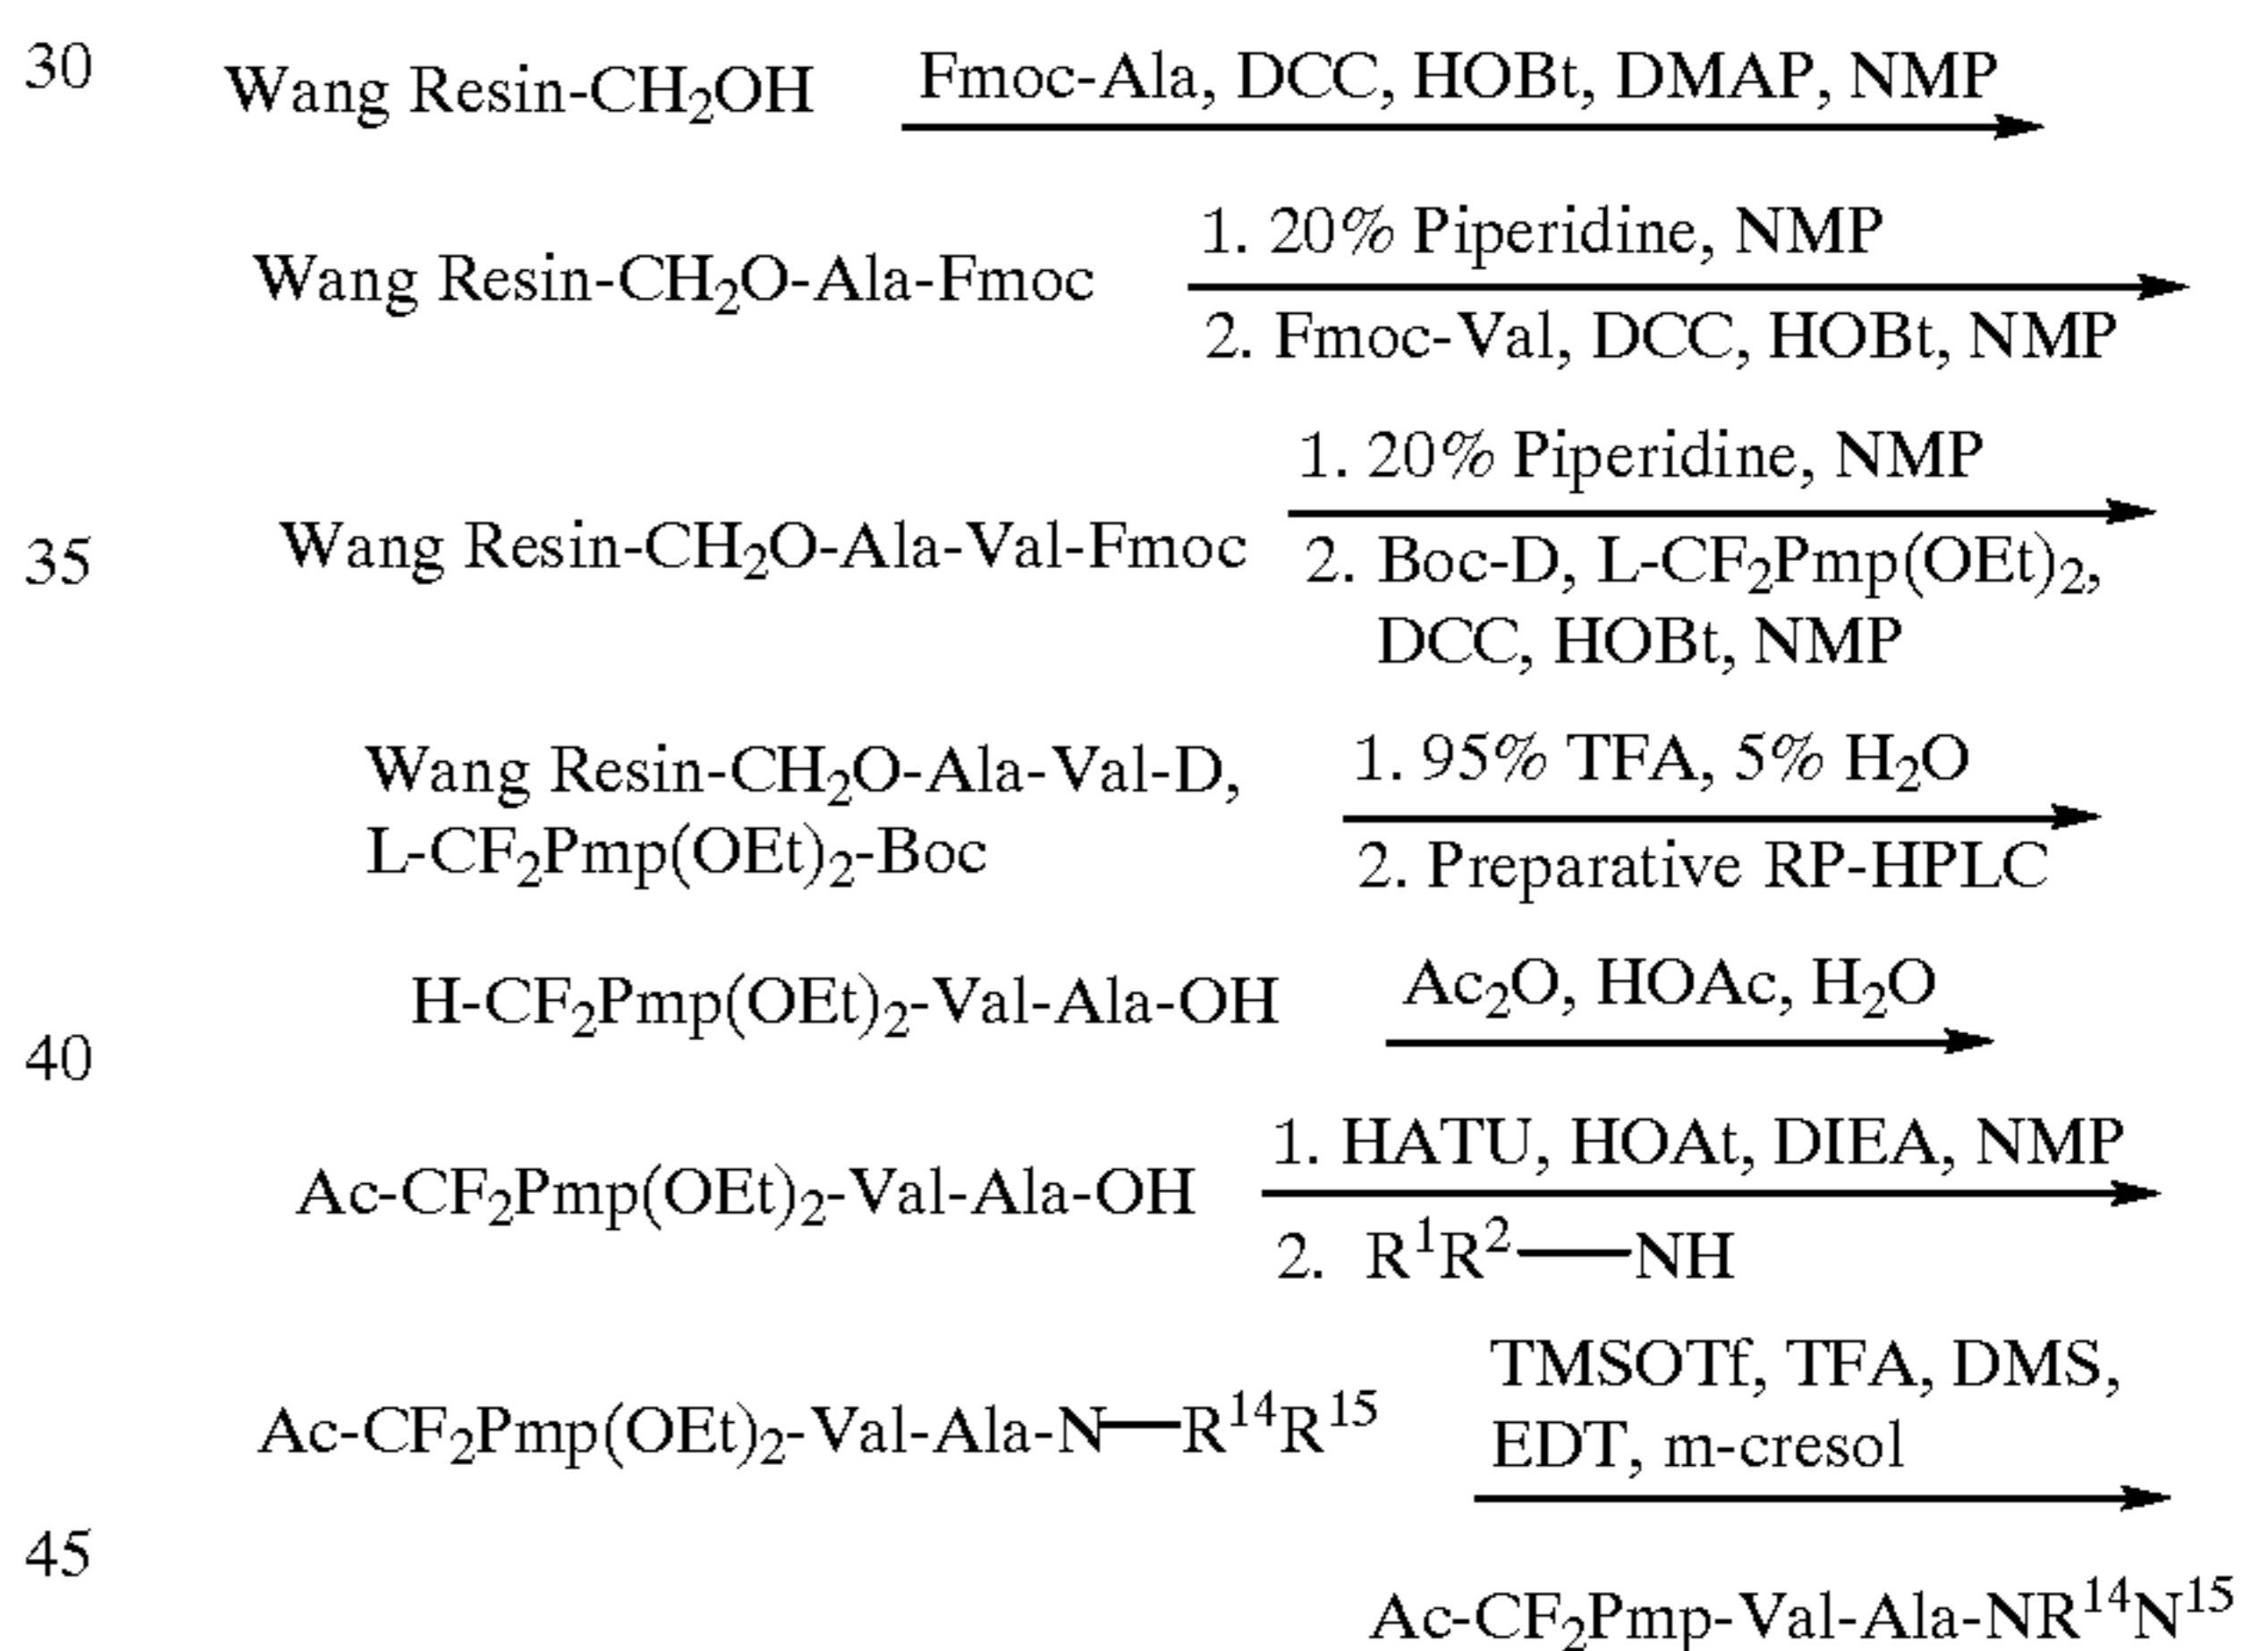 30 Wang Resin-CH₂OH Fmoc-Ala, DCC, HOBt, DMAP, NMP
Wang Resin-CH₂O-Ala-Fmoc 1. 20% Piperidine, NMP
2. Fmoc-Val, DCC, HOBt, NMP
1. 20% Piperidine, NMP
35 Wang Resin-CH₂O-Ala-Val-Fmoc 2. Boc-D, L-CF₂Pmp(OEt)₂,
DCC, HOBt, NMP
Wang Resin-CH₂O-Ala-Val-D, 1. 95% TFA, 5% H₂O
L-CF₂Pmp(OEt)₂-Boc 2. Preparative RP-HPLC
H-CF₂Pmp(OEt)₂-Val-Ala-OH Ac₂O, HOAc, H₂O
40
1. HATU, HOAt, DIEA, NMP
Ac-CF₂Pmp(OEt)₂-Val-Ala-OH
2. R¹R²—NH
TMSOTf, TFA, DMS,
Ac-CF₂Pmp(OEt)₂-Val-Ala-N—R¹⁴R¹⁵ EDT, m-cresol
45
Ac-CF₂Pmp-Val-Ala-NR¹⁴N¹⁵